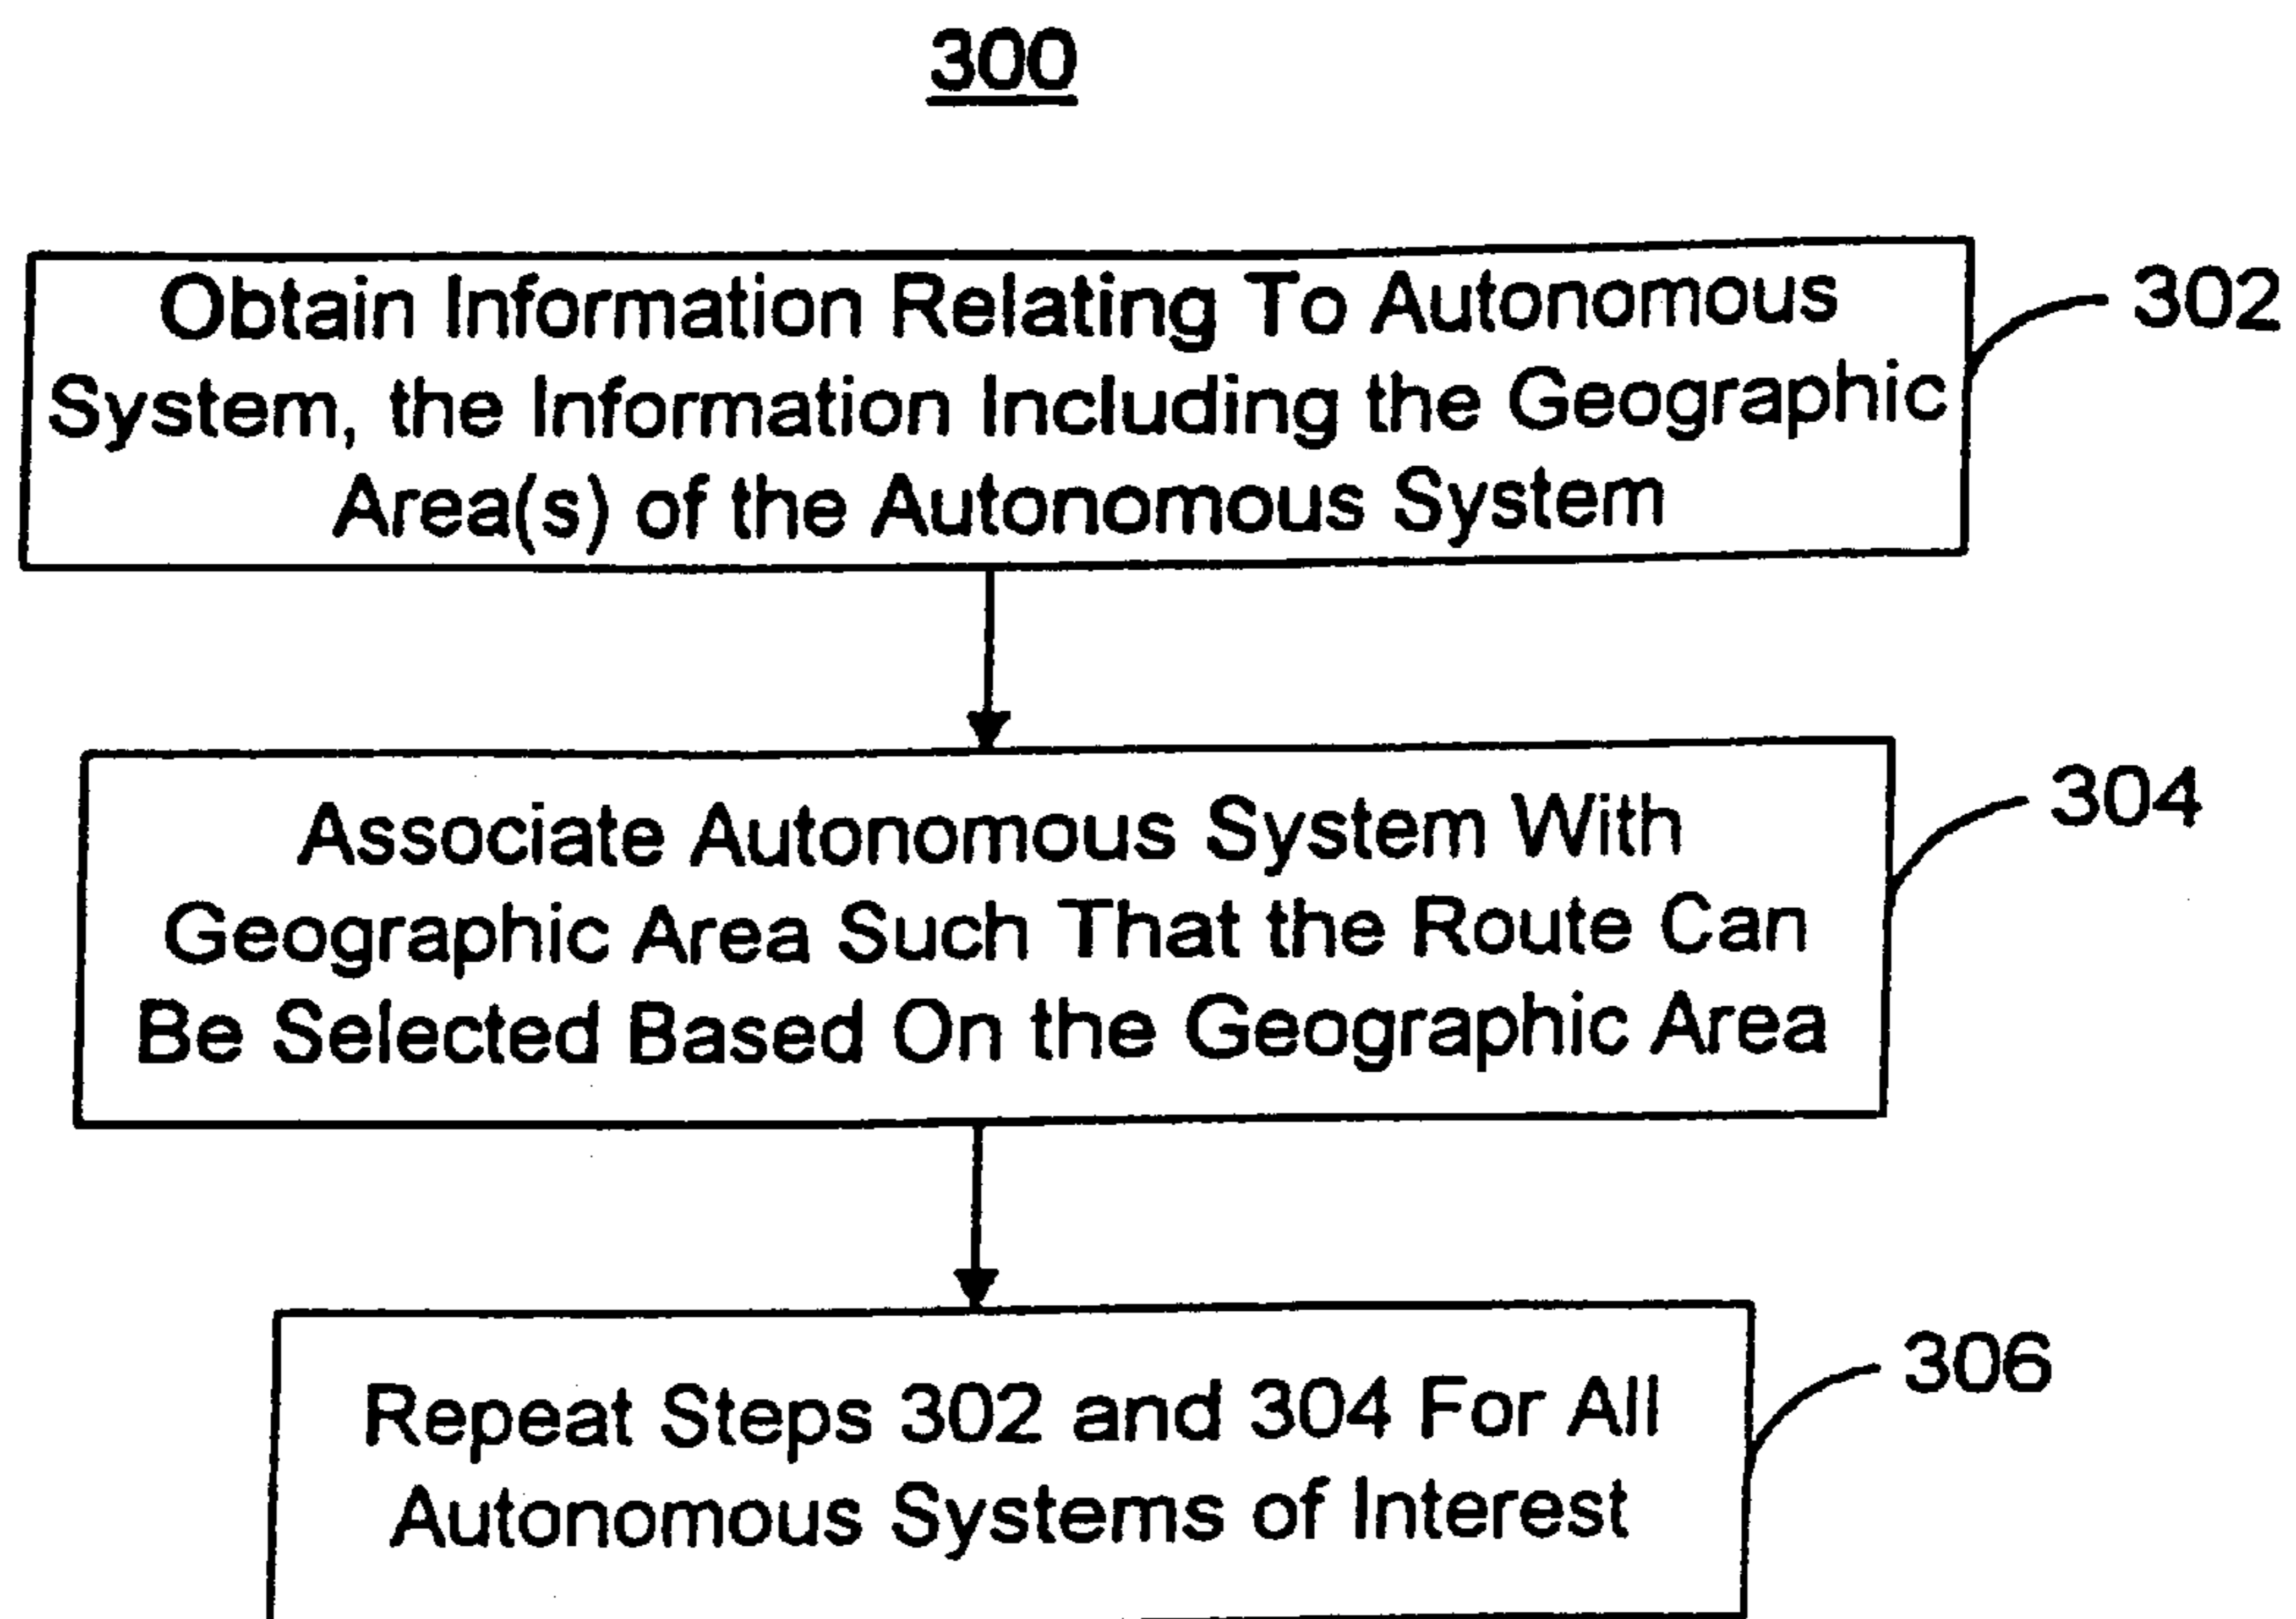 300
Obtain Information Relating To Autonomous
System, the Information Including the Geographic
Area(s) of the Autonomous System
302
Associate Autonomous System With
Geographic Area Such That the Route Can
Be Selected Based On the Geographic Area
304
Repeat Steps 302 and 304 For All
Autonomous Systems of Interest
306